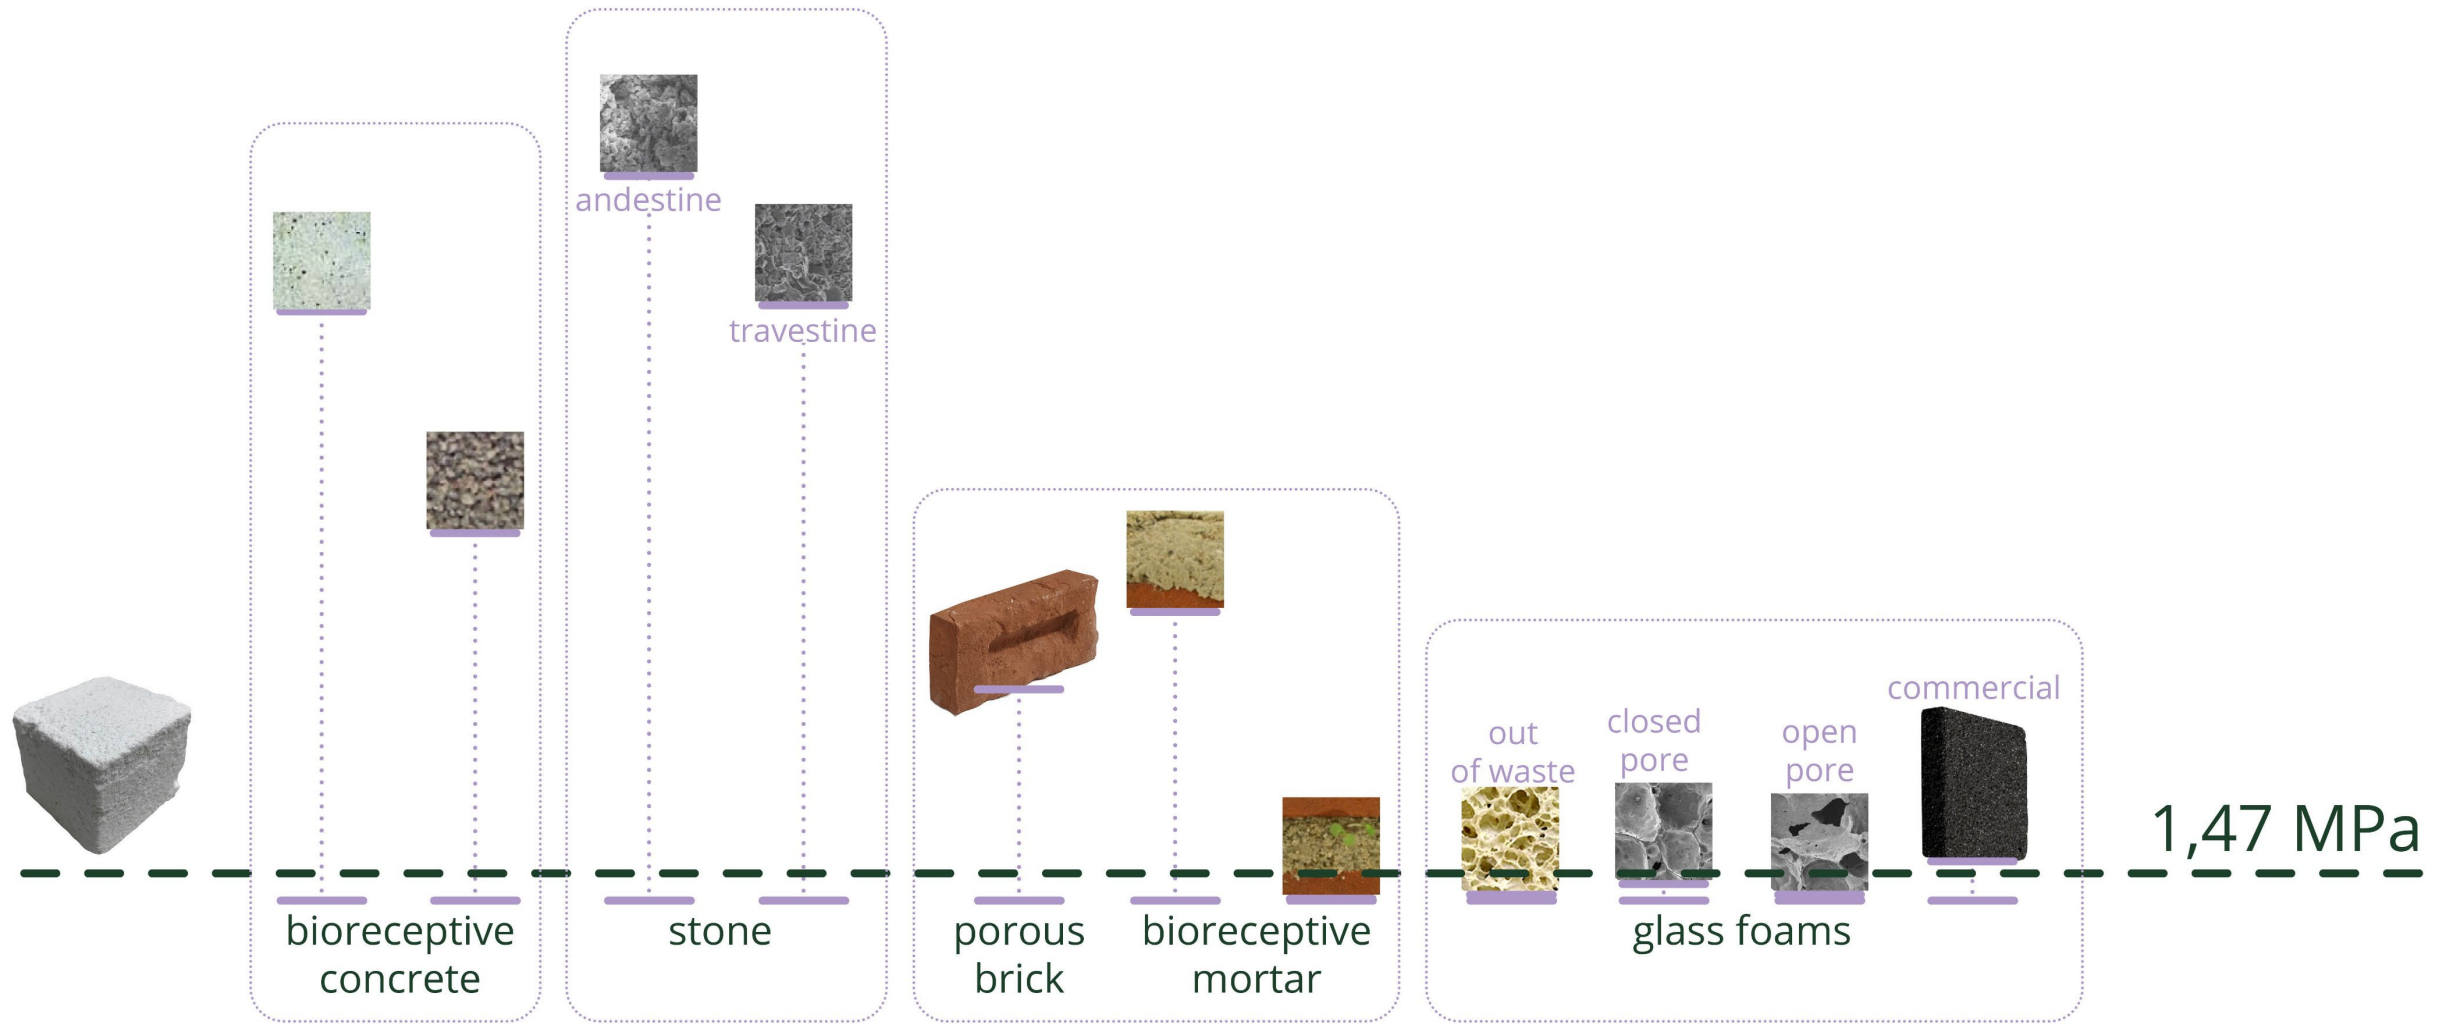 andestine
travestine
commercial
out
of waste
closed
pore
open
pore
1,47 MPa
bioreceptive
concrete
stone
porous
brick
bioreceptive
mortar
glass foams